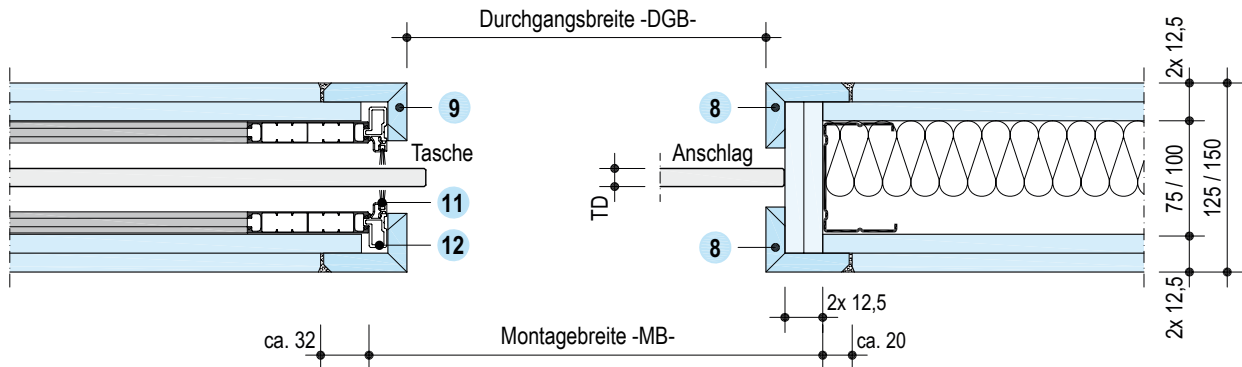 Durchgangsbreite -DGB-
2x 12,5
9
8
Tasche
Anschlag
TD
75 / 100
125 / 150
11
12
8
2x 12,5
2x 12,5
ca. 32
Montagebreite -MB-
ca. 20